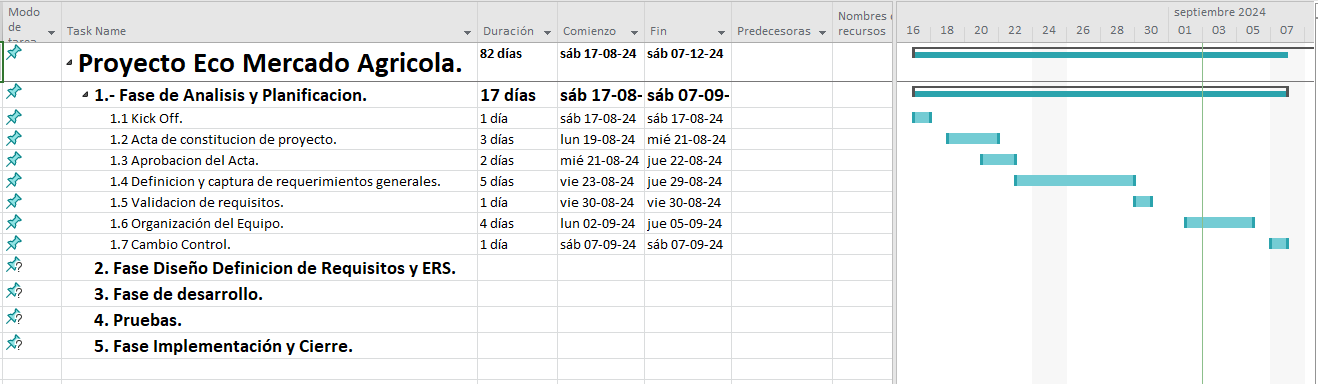 Modo de tarea Task Name Duración Comienzo Fin Predecesoras Nombres recursos
septiembre 2024
16 18 20 22 24 26 28 30 01 03 05 07
Proyecto Eco Mercado Agricola. 82 días sáb 17-08-24 sáb 07-12-24
1.- Fase de Analisis y Planificacion. 17 días sáb 17-08- sáb 07-09-
1.1 Kick Off. 1 día sáb 17-08-24 sáb 17-08-24
1.2 Acta de constitucion de proyecto. 3 días lun 19-08-24 mié 21-08-24
1.3 Aprobacion del Acta. 2 días mié 21-08-24 jue 22-08-24
1.4 Definicion y captura de requerimientos generales. 5 días vie 23-08-24 jue 29-08-24
1.5 Validacion de requisitos. 1 día vie 30-08-24 vie 30-08-24
1.6 Organización del Equipo. 4 días lun 02-09-24 jue 05-09-24
1.7 Cambio Control. 1 día sáb 07-09-24 sáb 07-09-24
2. Fase Diseño Definicion de Requisitos y ERS.
3. Fase de desarrollo.
4. Pruebas.
5. Fase Implementación y Cierre.